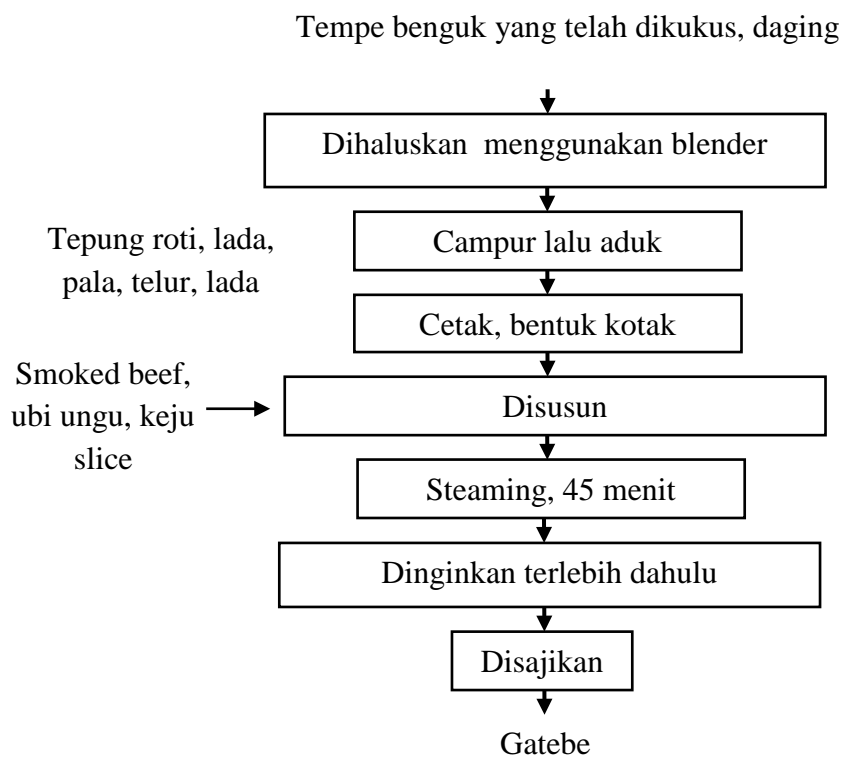 Tempe benguk yang telah dikukus, daging
Dihaluskan  menggunakan blender
Tepung roti, lada,
pala, telur, lada
Campur lalu aduk
Cetak, bentuk kotak
Smoked beef,
ubi ungu, keju
slice
Disusun
Steaming, 45 menit
Dinginkan terlebih dahulu
Disajikan
Gatebe